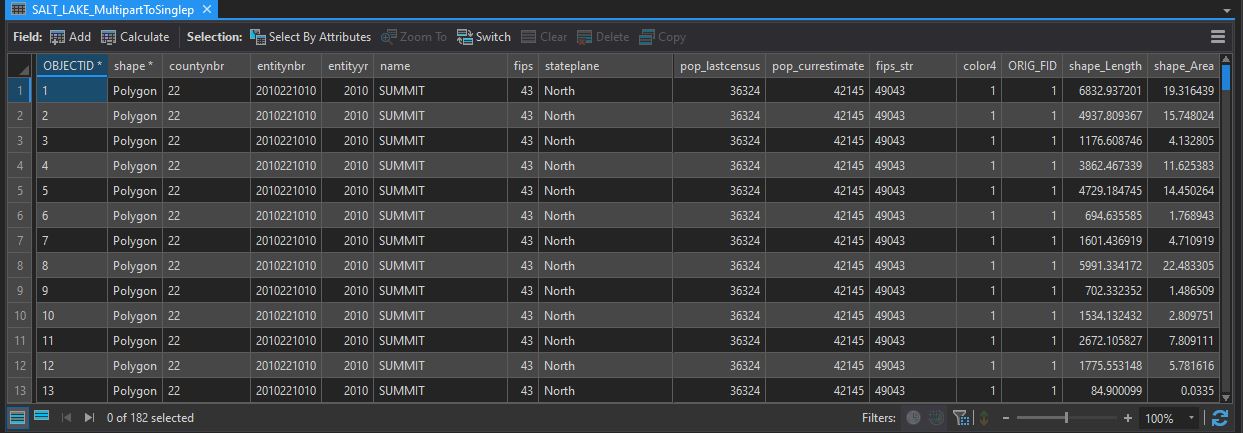 SALT_LAKE_MultipartToSinglep
Field: Add Calculate Selection: Select By Attributes Zoom To Switch Clear Delete Copy
OBJECTID * shape * countynbr entitynbr entityyr name fips stateplane pop_lastcensus pop_currestimate fips_str color4 ORIG_FID shape_Length shape_Area
1 1 Polygon 22 2010221010 2010 SUMMIT 43 North 36324 42145 49043 1 1 6832.937201 19.316439
2 2 Polygon 22 2010221010 2010 SUMMIT 43 North 36324 42145 49043 1 1 4937.809367 15.748024
3 3 Polygon 22 2010221010 2010 SUMMIT 43 North 36324 42145 49043 1 1 1176.608746 4.132805
4 4 Polygon 22 2010221010 2010 SUMMIT 43 North 36324 42145 49043 1 1 3862.467339 11.625383
5 5 Polygon 22 2010221010 2010 SUMMIT 43 North 36324 42145 49043 1 1 4729.184745 14.450264
6 6 Polygon 22 2010221010 2010 SUMMIT 43 North 36324 42145 49043 1 1 694.635585 1.768943
7 7 Polygon 22 2010221010 2010 SUMMIT 43 North 36324 42145 49043 1 1 1601.436919 4.710919
8 8 Polygon 22 2010221010 2010 SUMMIT 43 North 36324 42145 49043 1 1 5991.334172 22.483305
9 9 Polygon 22 2010221010 2010 SUMMIT 43 North 36324 42145 49043 1 1 702.332352 1.486509
10 10 Polygon 22 2010221010 2010 SUMMIT 43 North 36324 42145 49043 1 1 1534.132432 2.809751
11 11 Polygon 22 2010221010 2010 SUMMIT 43 North 36324 42145 49043 1 1 2672.105827 7.809111
12 12 Polygon 22 2010221010 2010 SUMMIT 43 North 36324 42145 49043 1 1 1775.553148 5.781616
13 13 Polygon 22 2010221010 2010 SUMMIT 43 North 36324 42145 49043 1 1 84.900099 0.0335
0 of 182 selected Filters: 100%